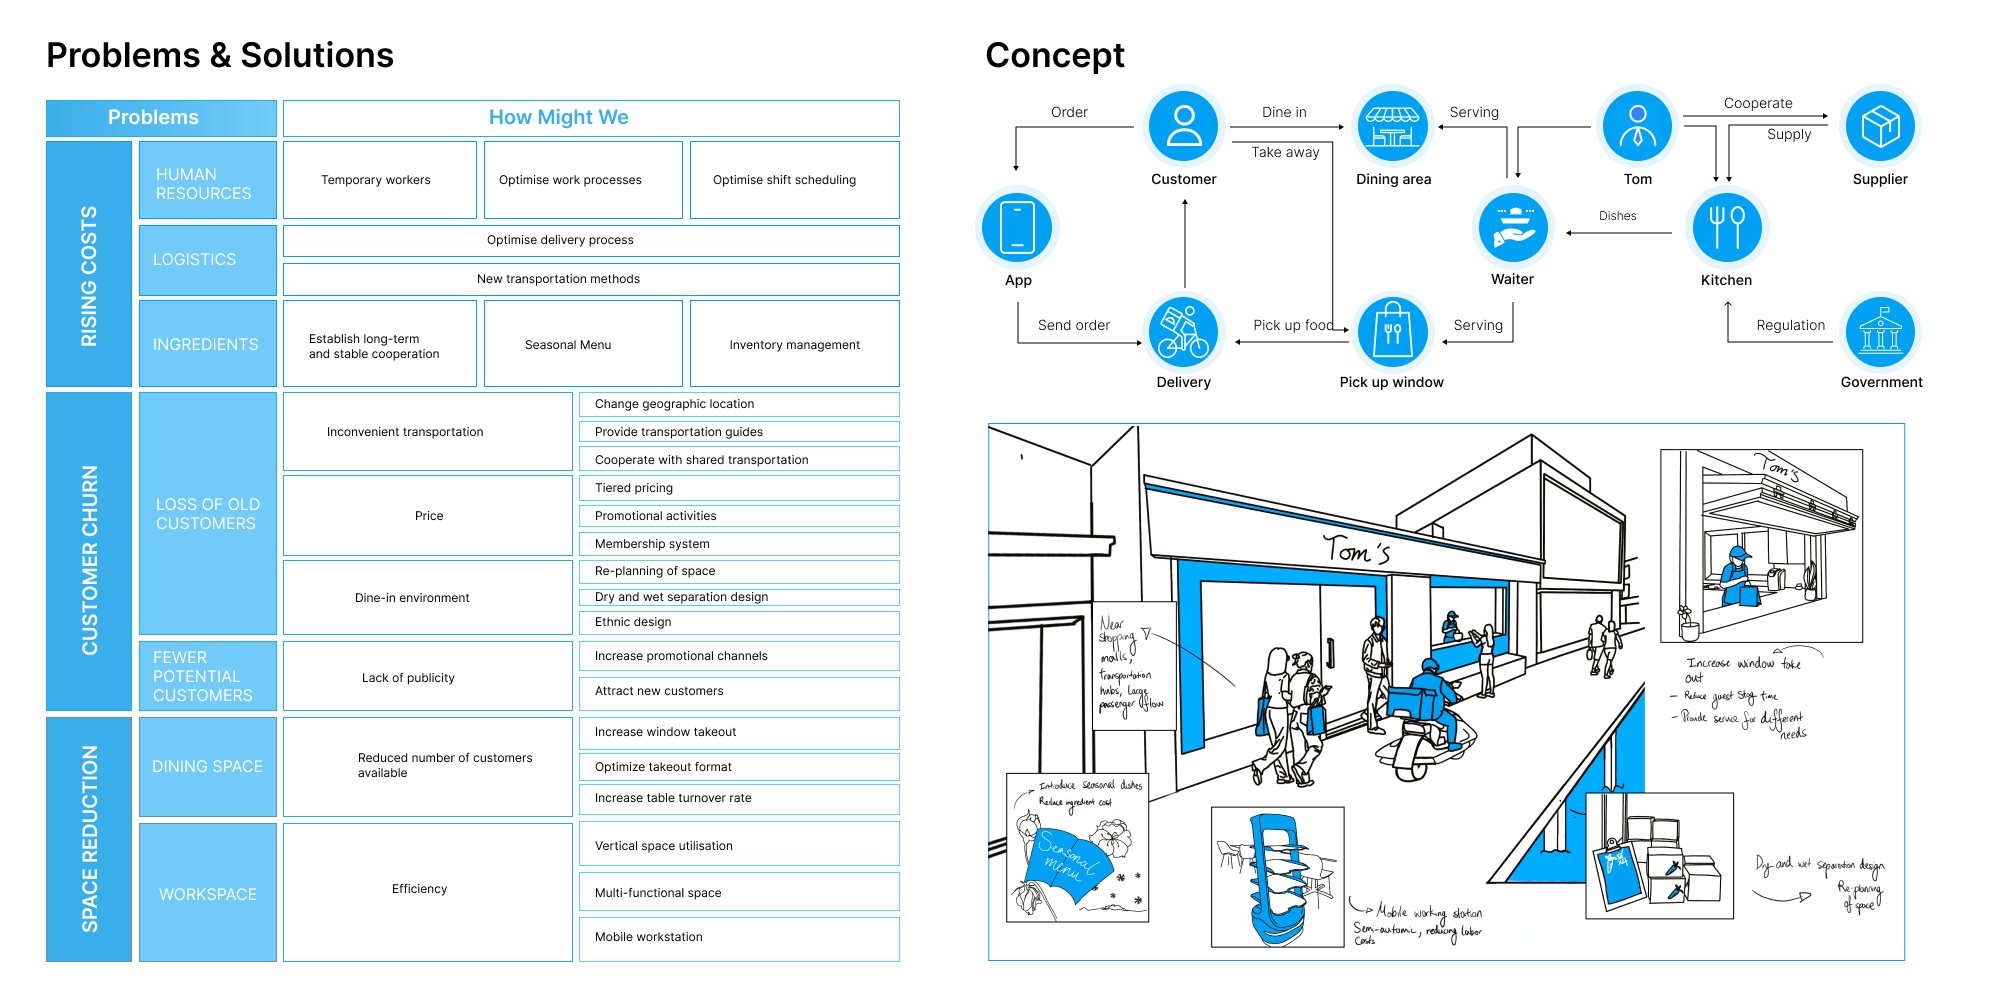 Problems & Solutions
Problems
How Might We
RISING COSTS
HUMAN
RESOURCES
Temporary workers
Optimise work processes
Optimise shift scheduling
LOGISTICS
Optimise delivery process
New transportation methods
INGREDIENTS
Establish long-term
and stable cooperation
Seasonal Menu
Inventory management
CUSTOMER CHURN
LOSS OF OLD
CUSTOMERS
Inconvenient transportation
Change geographic location
Provide transportation guides
Cooperate with shared transportation
Price
Tiered pricing
Promotional activities
Membership system
Dine-in environment
Re-planning of space
Dry and wet separation design
Ethnic design
FEWER
POTENTIAL
CUSTOMERS
Lack of publicity
Increase promotional channels
Attract new customers
SPACE REDUCTION
DINING SPACE
Reduced number of customers
available
Increase window takeout
Optimize takeout format
Increase table turnover rate
WORKSPACE
Efficiency
Vertical space utilisation
Multi-functional space
Mobile workstation
Concept
Order
Customer
Dine in
Take away
Dining area
Serving
Tom
Cooperate
Supply
Supplier
App
Waiter
Dishes
Kitchen
Send order
Delivery
Pick up food
Pick up window
Serving
Regulation
Government
Tom's
Tom's
Near
shopping
malls,
transportation
hubs, large
passenger flow
Increase window take
out
- Reduce guest stay time
- Provide service for different
needs
Introduce seasonal dishes
Reduce ingredient cost
Seasonal
menu
Mobile working station
Semi-automic, reducing labor
costs
Dry and wet separation design
Re-planning
of space